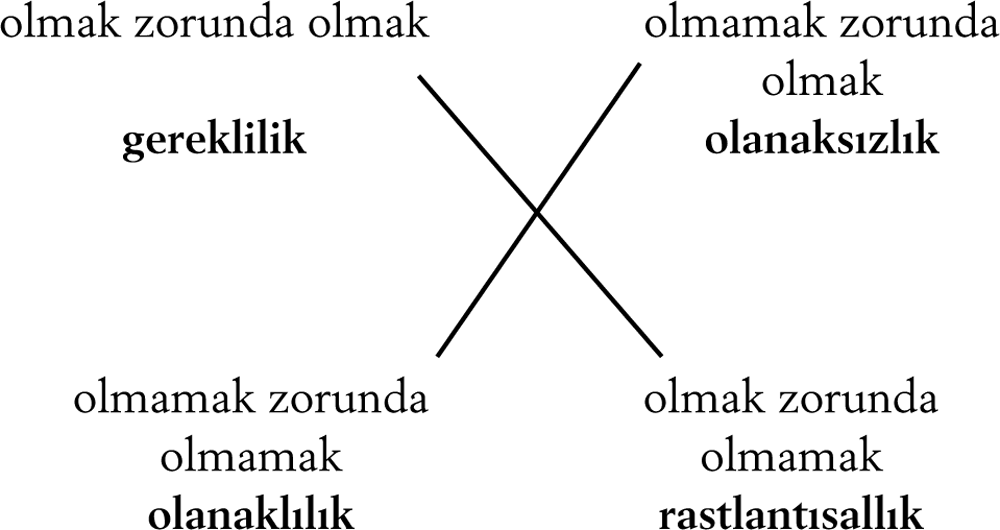 olmak zorunda olmak
gereklilik
olmamak zorunda
olmak
olanaksızlık
olmamak zorunda
olmamak
olanaklılık
olmak zorunda
olmamak
rastlantısallık